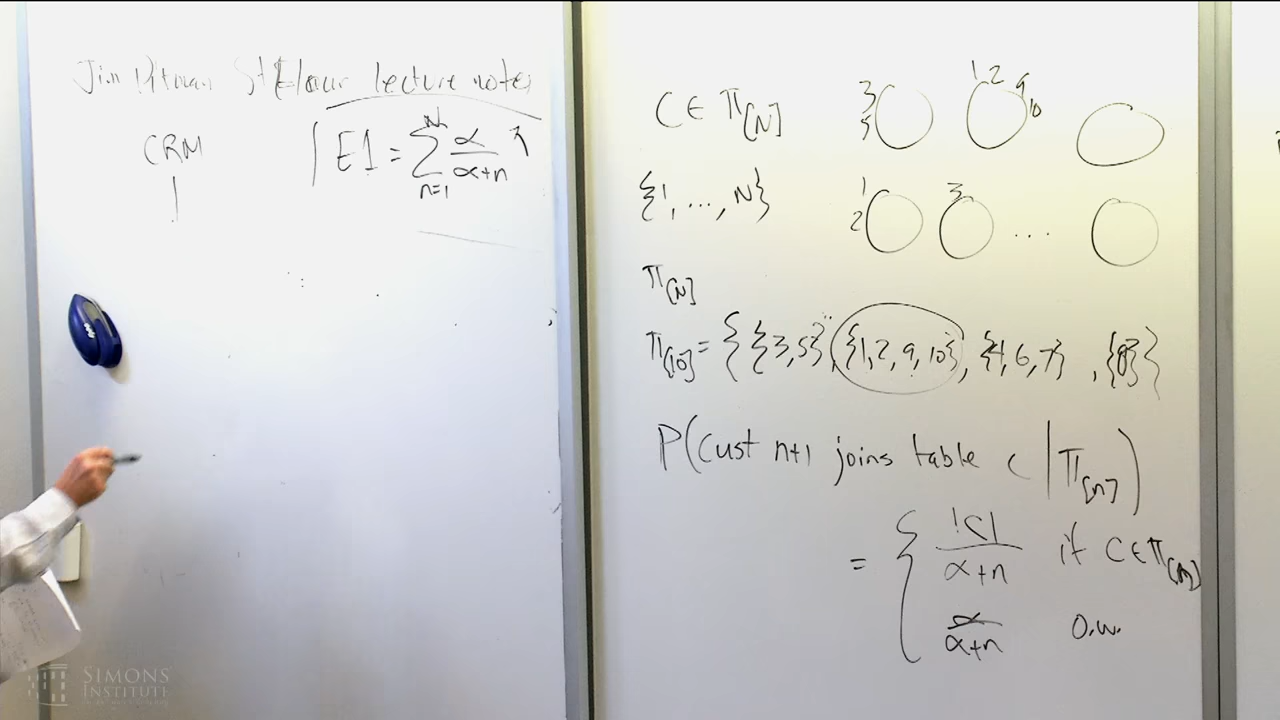 Jim Pitman St Flour lecture notes
CRM
E1 = Σ_{n=1}^{N} α/(α+n)
C ∈ Π_[N]
{1, ..., N}
3 5
1,2 9 10
1 2
3
...
Π_[N]
Π_[10] = { {3,5}, {1,2,9,10}, {4,6,7}, {8} }
P(cust n+1 joins table c | Π_[n])
= { |c|/(α+n) if C ∈ Π_[n]
α/(α+n) o.w.
SIMONS
INSTITUTE